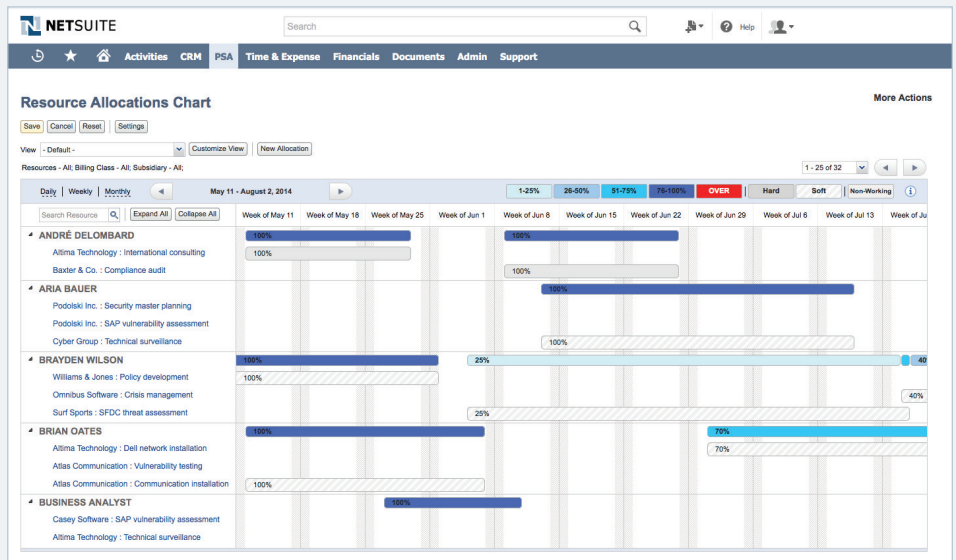 NETSUITE
Search
Help
Activities CRM PSA Time & Expense Financials Documents Admin Support
Resource Allocations Chart
More Actions
Save Cancel Reset Settings
View - Default - Customize View New Allocation
Resources - All; Billing Class - All; Subsidiary - All;
1 - 25 of 32
Daily Weekly Monthly May 11 - August 2, 2014 1-25% 26-50% 51-75% 76-100% OVER Hard Soft Non-Working
Search Resource Expand All Collapse All Week of May 11 Week of May 18 Week of May 25 Week of Jun 1 Week of Jun 8 Week of Jun 15 Week of Jun 22 Week of Jun 29 Week of Jul 6 Week of Jul 13 Week of Ju
ANDRÉ DELOMBARD 100% 100%
Altima Technology : International consulting 100%
Baxter & Co. : Compliance audit 100%
ARIA BAUER 100%
Podolski Inc. : Security master planning
Podolski Inc. : SAP vulnerability assessment
Cyber Group : Technical surveillance 100%
BRAYDEN WILSON 100% 25% 40
Williams & Jones : Policy development 100%
Omnibus Software : Crisis management 40%
Surf Sports : SFDC threat assessment 25%
BRIAN OATES 100% 70%
Altima Technology : Dell network installation 70%
Atlas Communication : Vulnerability testing
Atlas Communication : Communication installation 100%
BUSINESS ANALYST 100%
Casey Software : SAP vulnerability assessment
Altima Technology : Technical surveillance